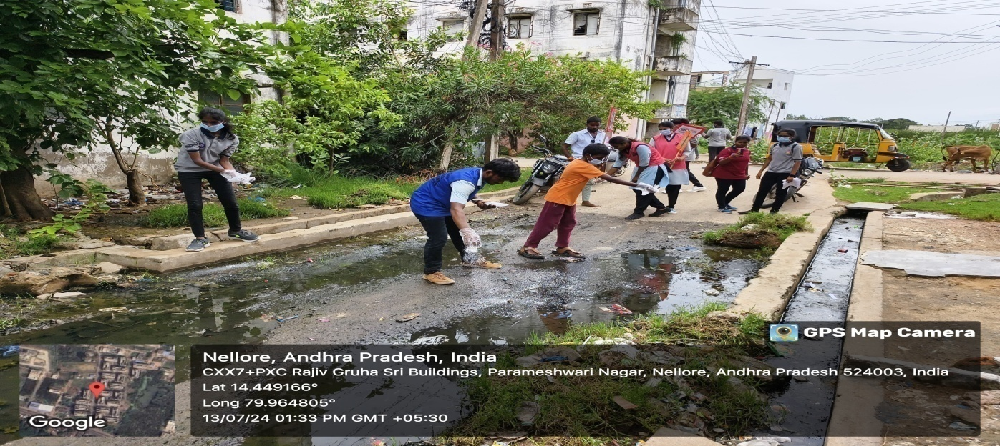 GPS Map Camera
Nellore, Andhra Pradesh, India
CXX7+PXC Rajiv Gruha Sri Buildings, Parameshwari Nagar, Nellore, Andhra Pradesh 524003, India
Lat 14.449166°
Long 79.964805°
13/07/24 01:33 PM GMT +05:30
Google